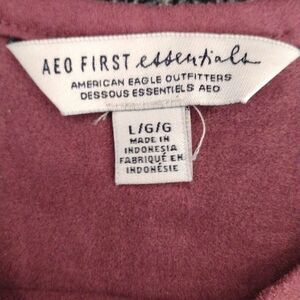 AEO FIRST essentials
AMERICAN EAGLE OUTFITTERS
DESSOUS ESSENTIELS AEO
L/G/G
MADE IN
INDONESIA
FABRIQUÉ EN
INDONÉSIE